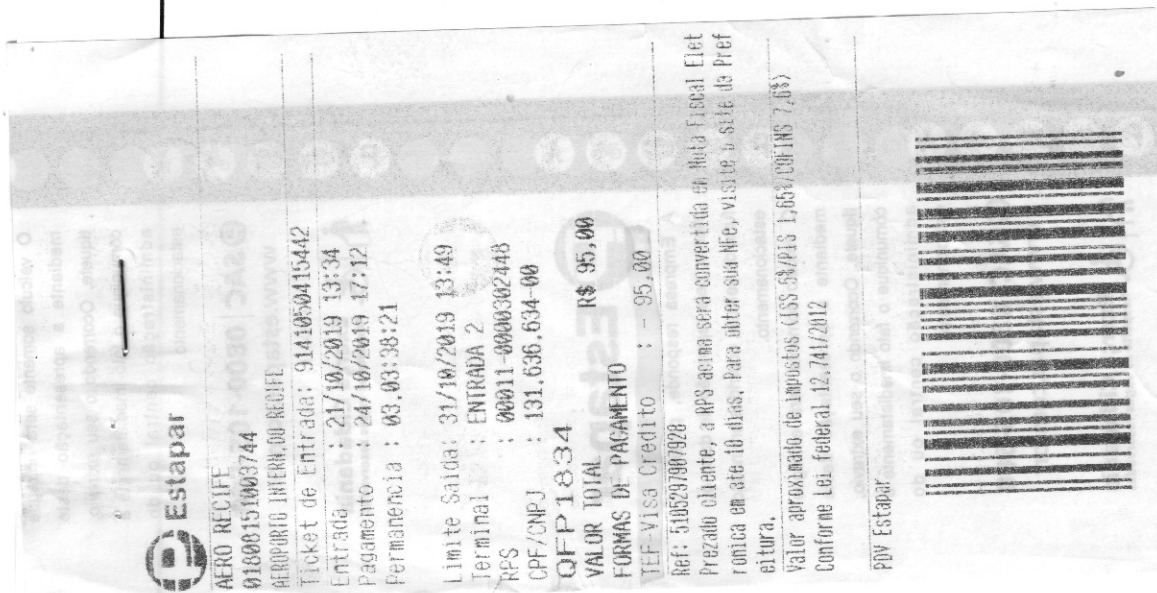 Estapar
AERO RECIFE
01808151003744
AEROPORTO INTERN.DO RECIFE
Ticket de Entrada: 91410550415442
Entrada : 21/10/2019 13:34
Pagamento : 24/10/2019 17:12
Permanencia : 03,03:38:21
Limite Saida: 31/10/2019 13:49
Terminal : ENTRADA 2
RPS : 00011-0000302448
CPF/CNPJ : 131.636.634-00
QFP1834
VALOR TOTAL R$ 95,00
FORMAS DE PAGAMENTO
TEF-Visa Credito : - 95,00
Ref: 5105297907928
Prezado cliente, a RPS acima sera convertida em Nota Fiscal Elet
ronica em ate 10 dias. Para obter sua NFe, visite o site da Pref
eitura.
Valor aproximado de impostos (ISS 5%/PIS 1,65%/COFINS 7,6%)
Conforme Lei federal 12.741/2012
PDV Estapar